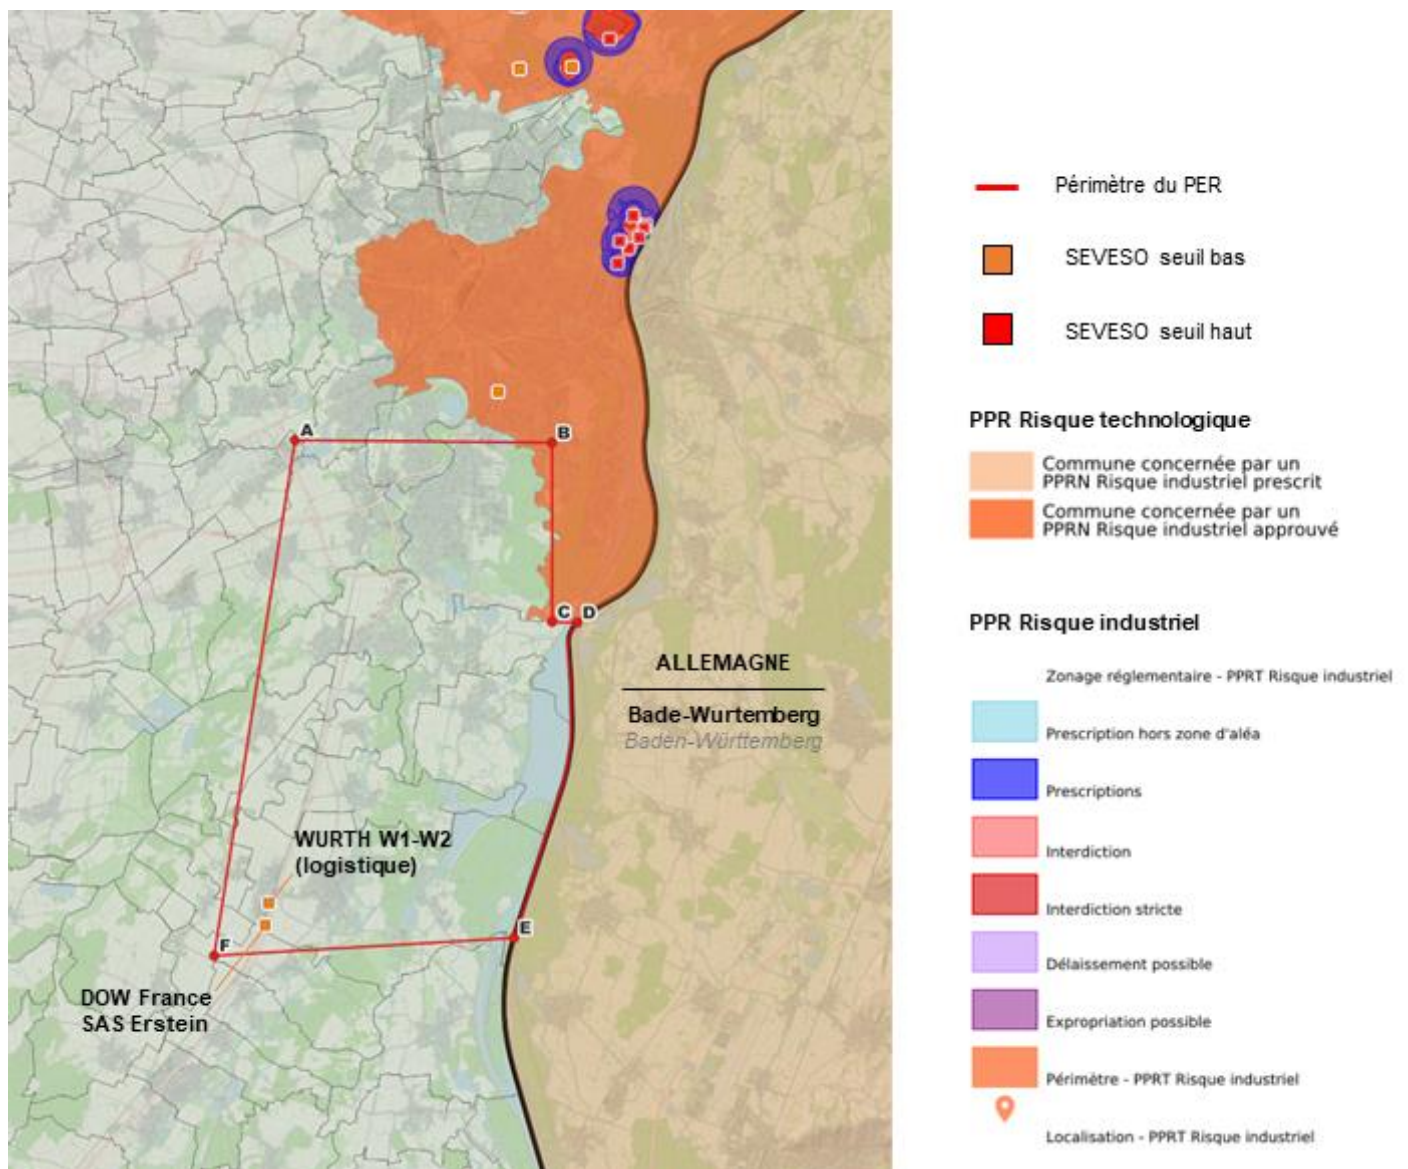 A
B
C
D
ALLEMAGNE
Bade-Wurtemberg
Baden-Württemberg
WURTH W1-W2
(logistique)
E
F
DOW France
SAS Erstein
Périmètre du PER
SEVESO seuil bas
SEVESO seuil haut
PPR Risque technologique
Commune concernée par un
PPRN Risque industriel prescrit
Commune concernée par un
PPRN Risque industriel approuvé
PPR Risque industriel
Zonage réglementaire - PPRT Risque industriel
Prescription hors zone d'aléa
Prescriptions
Interdiction
Interdiction stricte
Délaissement possible
Expropriation possible
Périmètre - PPRT Risque industriel
Localisation - PPRT Risque industriel